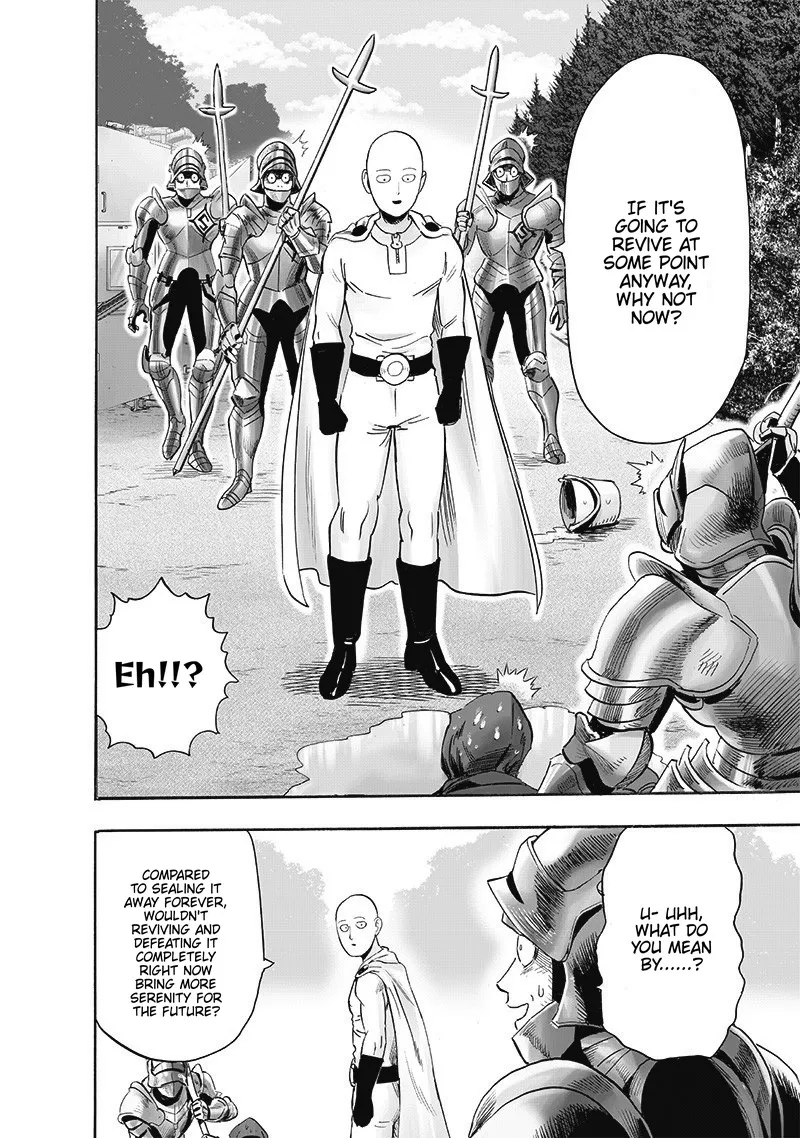 IF IT'S
GOING TO
REVIVE AT
SOME POINT
ANYWAY,
WHY NOT
NOW?
Eh!!?
U- UHH,
WHAT DO
YOU MEAN
BY......?
COMPARED
TO SEALING IT
AWAY FOREVER,
WOULDN'T
REVIVING AND
DEFEATING IT
COMPLETELY
RIGHT NOW
BRING MORE
SERENITY FOR
THE FUTURE?